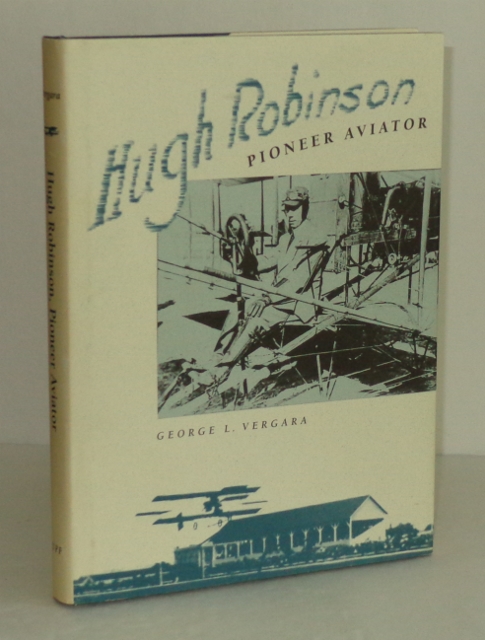 Hugh Robinson
PIONEER AVIATOR
GEORGE L. VERGARA
Hugh Robinson, Pioneer Aviator